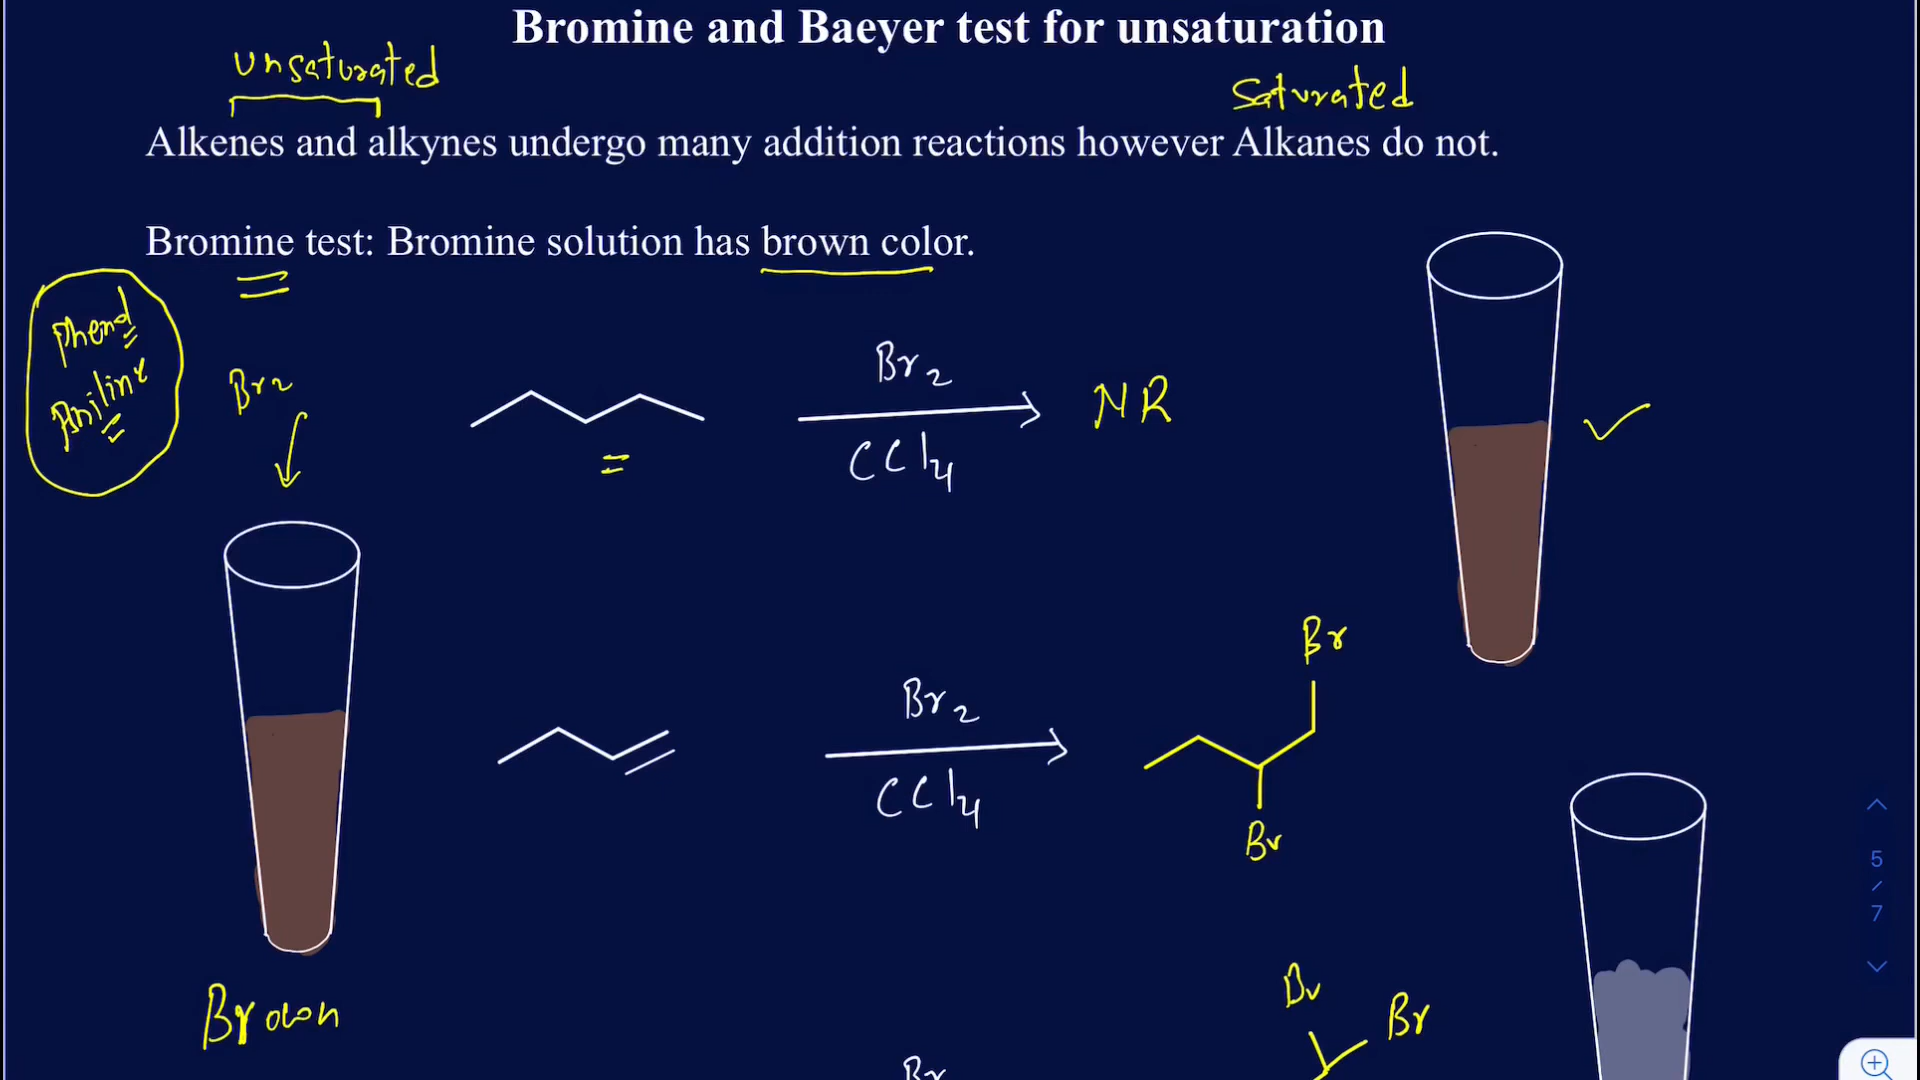 Bromine and Baeyer test for unsaturation
unsaturated
Saturated
Alkenes and alkynes undergo many addition reactions however Alkanes do not.
Bromine test: Bromine solution has brown color.
Phenol
Aniline
Br2
Br2
CCl4
NR
Br
Br2
CCl4
Br
5
/
7
Brown
Br
Br
Br